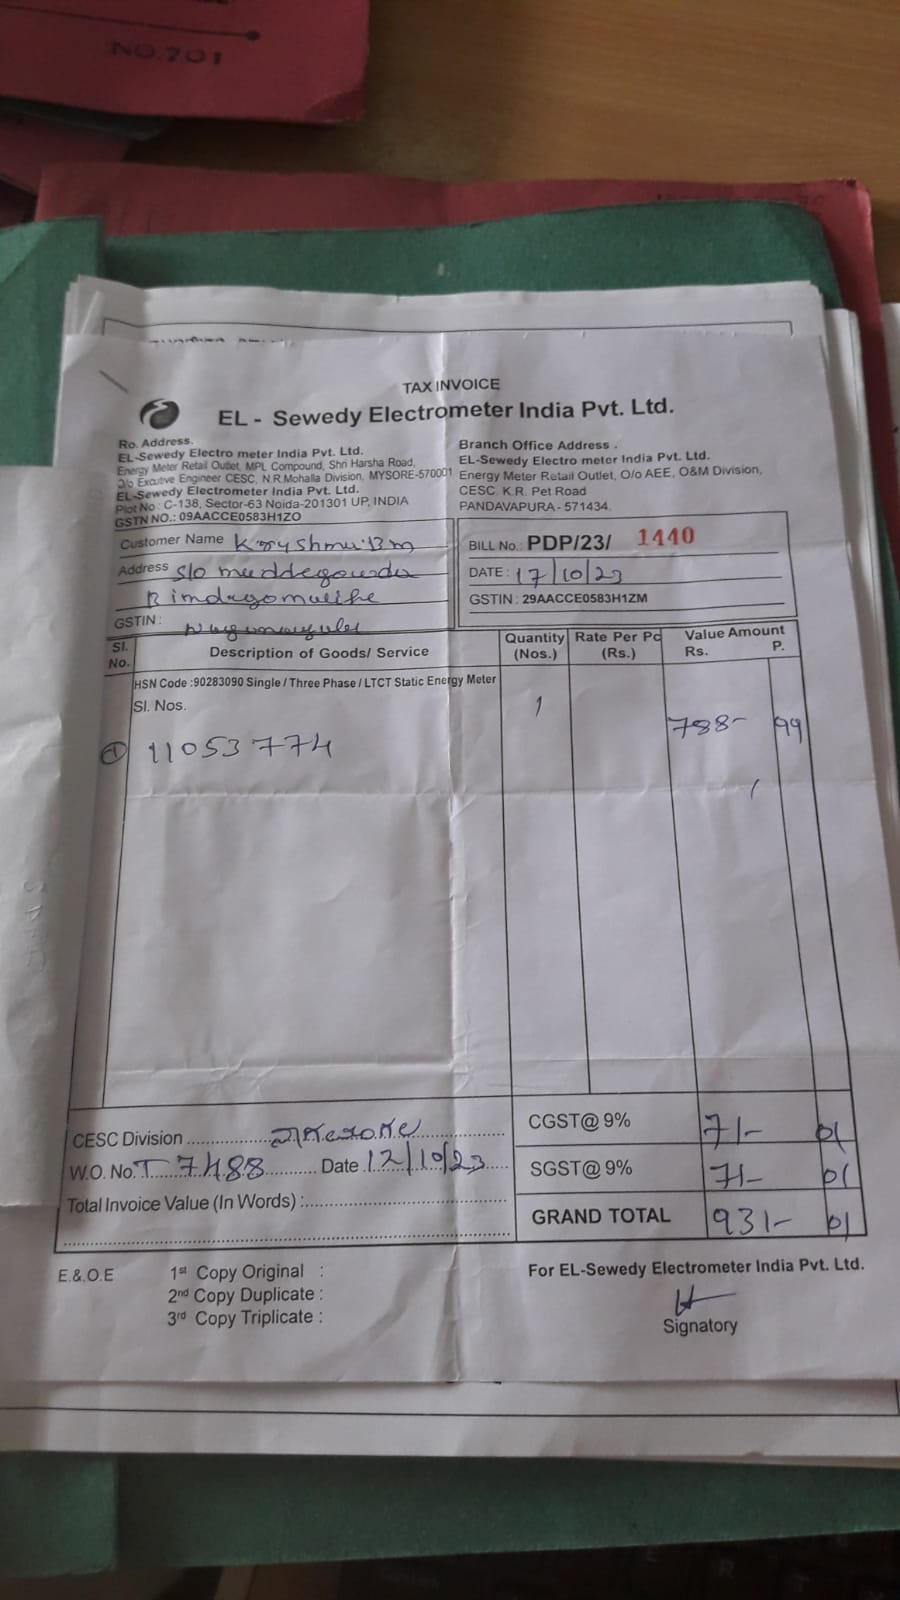 NO.701
TAX INVOICE
EL - Sewedy Electrometer India Pvt. Ltd.
Ro. Address.
EL-Sewedy Electro meter India Pvt. Ltd.
Energy Meter Retail Outlet, MPL Compound, Shri Harsha Road,
O/o Excutive Engineer CESC, N.R.Mohalla Division, MYSORE-570001
EL-Sewedy Electrometer India Pvt. Ltd.
Plot No : C-138, Sector-63 Noida-201301 UP, INDIA
GSTN NO.: 09AACCE0583H1ZO
Branch Office Address .
EL-Sewedy Electro meter India Pvt. Ltd.
Energy Meter Retail Outlet, O/o AEE, O&M Division,
CESC. K.R. Pet Road
PANDAVAPURA - 571434.
Customer Name
Address S/o muddegowda
GSTIN :
BILL No.: PDP/23/ 1440
DATE : 17/10/23
GSTIN : 29AACCE0583H1ZM
Sl. No. Description of Goods/ Service Quantity (Nos.) Rate Per Pc (Rs.) Value Amount Rs. P.
HSN Code :90283090 Single / Three Phase / LTCT Static Energy Meter
Sl. Nos. 1
① 11053774 788- 99
CESC Division
W.O. No. T 7488 Date 12/10/23
Total Invoice Value (In Words) :
CGST@ 9% 71- 01
SGST@ 9% 71- 01
GRAND TOTAL 931- 01
E.&.O.E
1st Copy Original :
2nd Copy Duplicate :
3rd Copy Triplicate :
For EL-Sewedy Electrometer India Pvt. Ltd.
Signatory